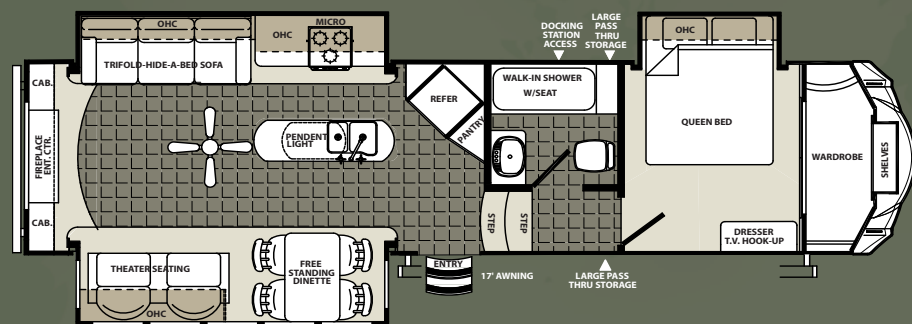 OHC
MICRO
OHC
TRIFOLD-HIDE-A-BED SOFA
CAB.
FIREPLACE
ENT. CTR.
CAB.
PENDENT
LIGHT
REFER
PANTRY
DOCKING
STATION
ACCESS
LARGE
PASS
THRU
STORAGE
WALK-IN SHOWER
W/SEAT
OHC
QUEEN BED
WARDROBE
SHELVES
STEP
STEP
DRESSER
T.V. HOOK-UP
THEATER SEATING
OHC
FREE
STANDING
DINETTE
ENTRY
17' AWNING
LARGE PASS
THRU STORAGE